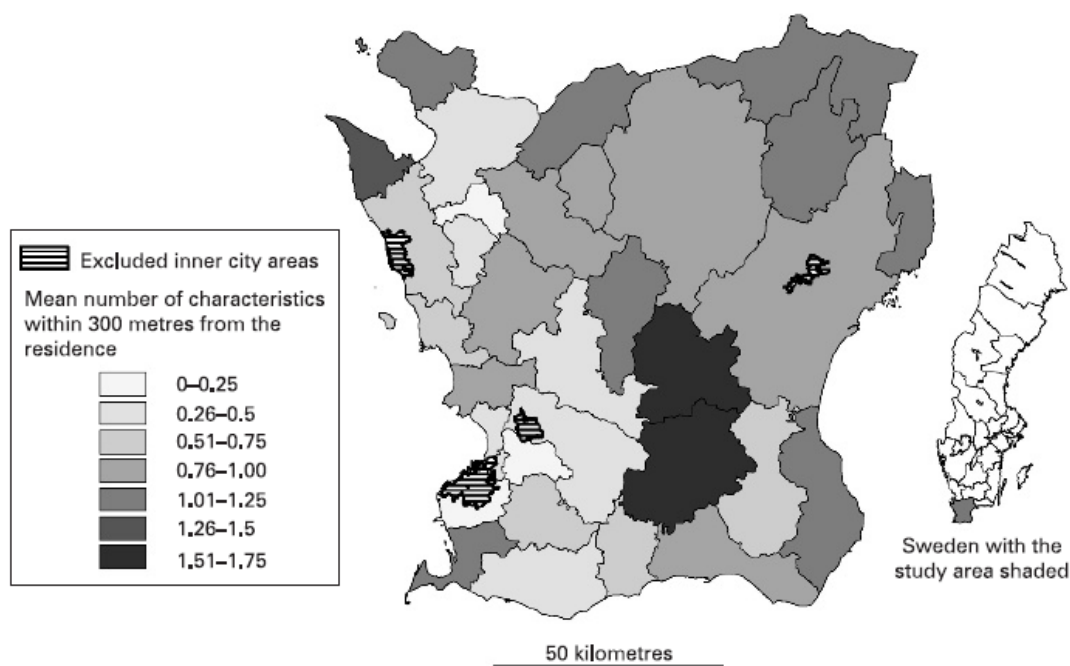 Excluded inner city areas
Mean number of characteristics
within 300 metres from the
residence
0–0.25
0.26–0.5
0.51–0.75
0.76–1.00
1.01–1.25
1.26–1.5
1.51–1.75
Sweden with the
study area shaded
50 kilometres